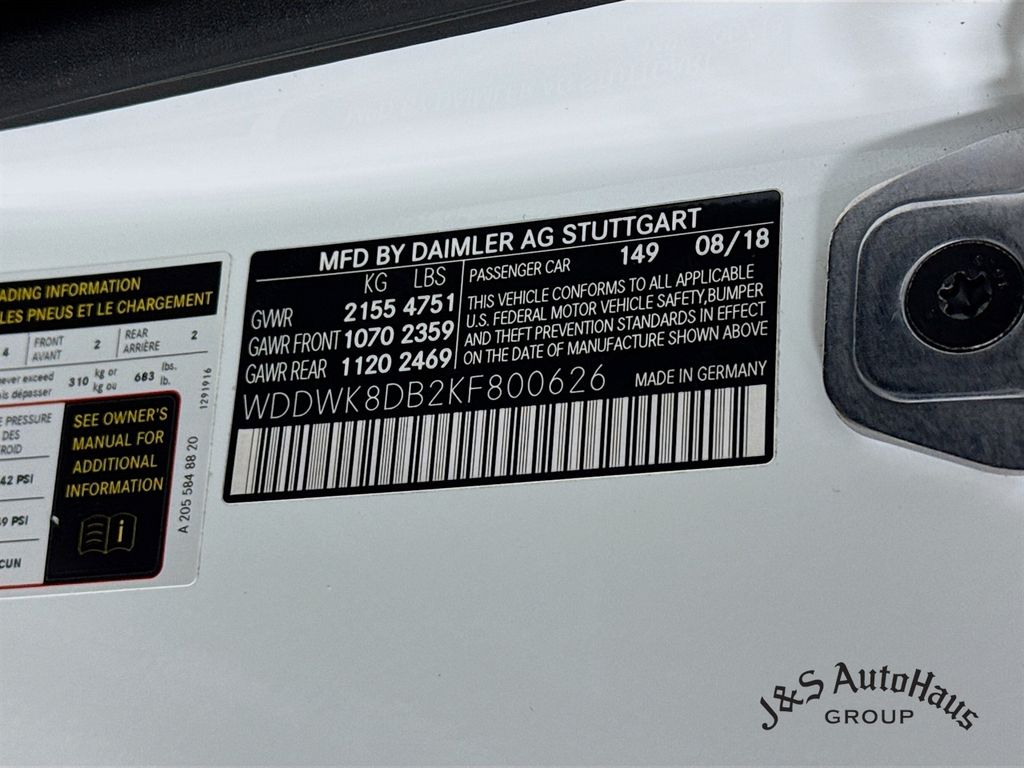 MFD BY DAIMLER AG STUTTGART
KG LBS
GVWR 2155 4751
GAWR FRONT 1070 2359
GAWR REAR 1120 2469
PASSENGER CAR 149 08/18
THIS VEHICLE CONFORMS TO ALL APPLICABLE
U.S. FEDERAL MOTOR VEHICLE SAFETY, BUMPER
AND THEFT PREVENTION STANDARDS IN EFFECT
ON THE DATE OF MANUFACTURE SHOWN ABOVE
WDDWK8DB2KF800626 MADE IN GERMANY
ADING INFORMATION
LES PNEUS ET LE CHARGEMENT
4 FRONT AVANT 2 REAR ARRIÈRE 2
never exceed 310 kg or 683 lbs.
dépasser kg ou lb.
PRESSURE
DES
ROID
42 PSI
49 PSI
CUN
SEE OWNER'S
MANUAL FOR
ADDITIONAL
INFORMATION
i
1291916
A 205 584 88 20
J&S AutoHaus
GROUP